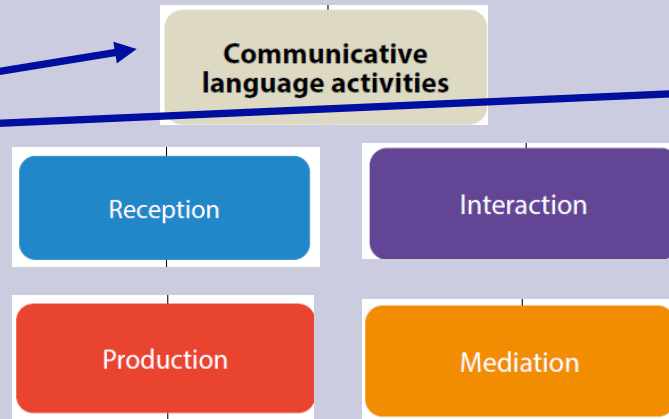 Communicative
language activities
Reception
Interaction
Production
Mediation